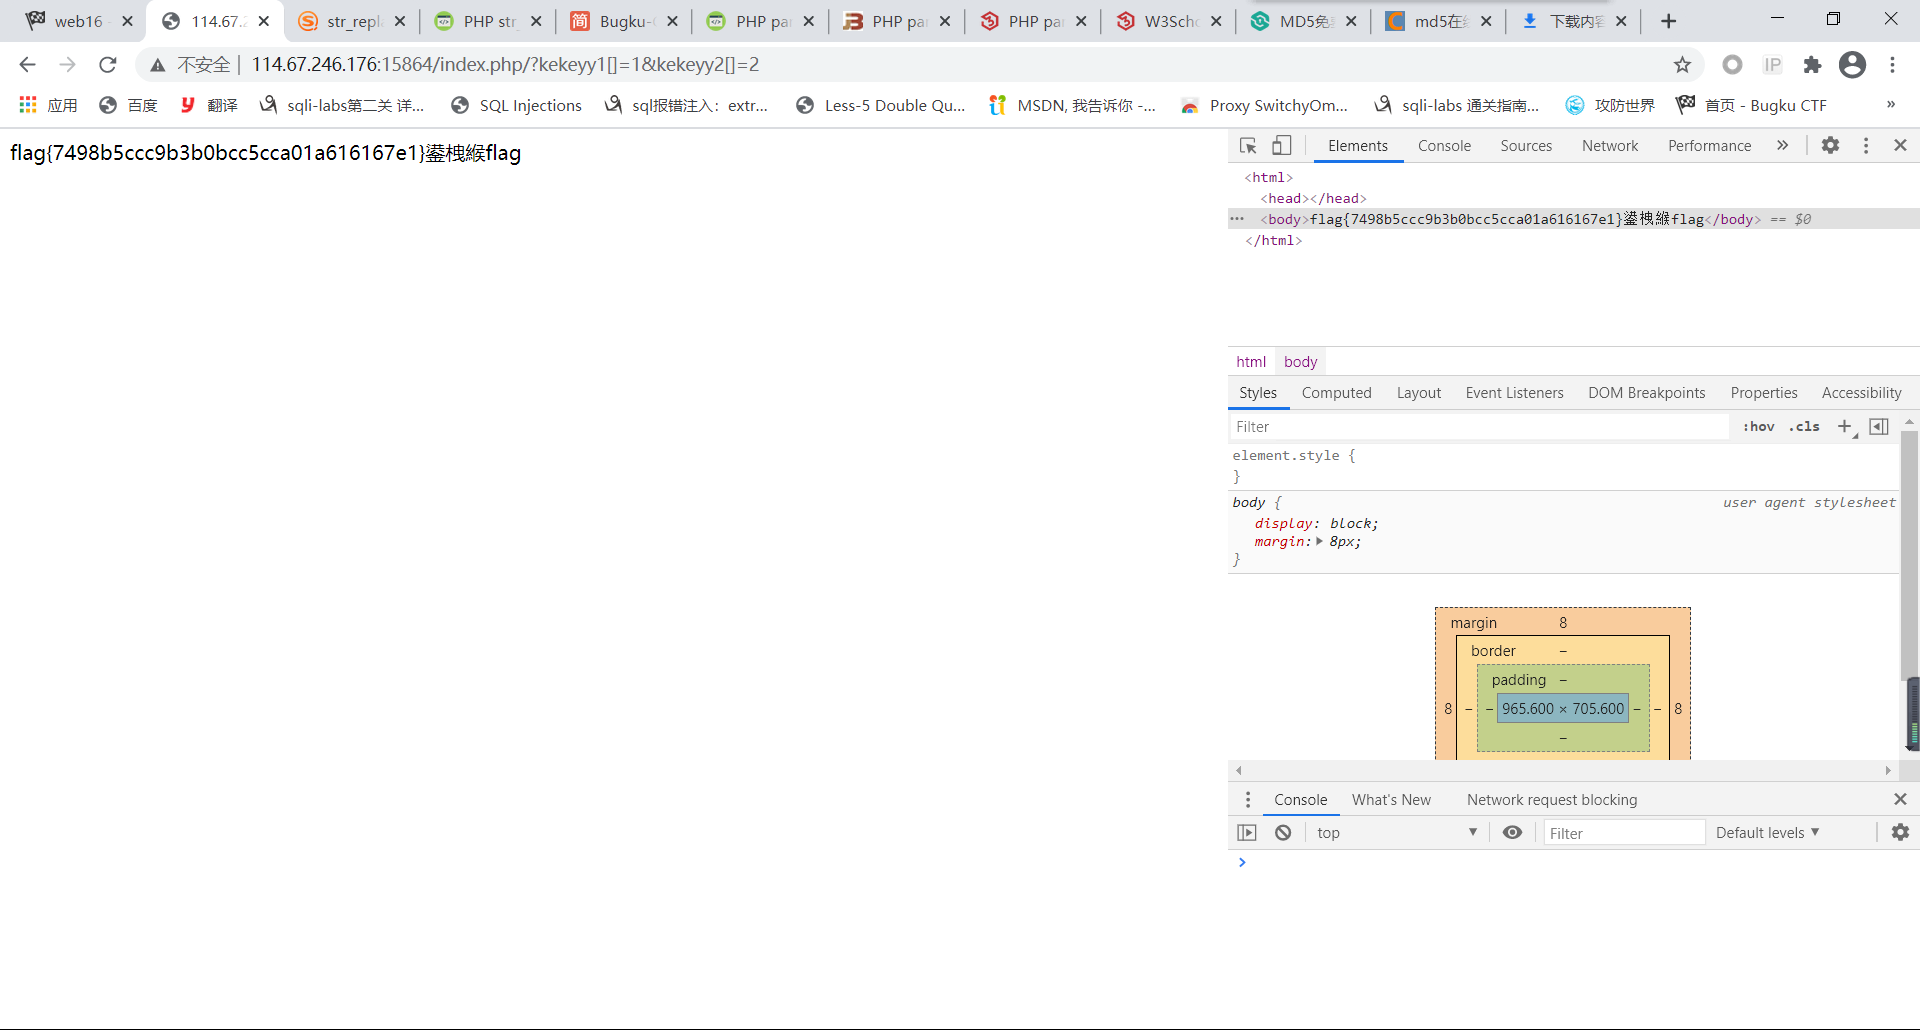 web16
114.67.2
str_repl
PHP str_
Bugku-
PHP par
PHP par
PHP par
W3Scho
MD5免
md5在
下载内容
不安全 | 114.67.246.176:15864/index.php/?kekeyy1[]=1&kekeyy2[]=2
IP
应用
百度
翻译
sqli-labs第二关 详...
SQL Injections
sql报错注入：extr...
Less-5 Double Qu...
MSDN, 我告诉你 -...
Proxy SwitchyOm...
sqli-labs 通关指南...
攻防世界
首页 - Bugku CTF
»
flag{7498b5ccc9b3b0bcc5cca01a616167e1}鍙栧緱flag
Elements Console Sources Network Performance »
<html>
<head></head>
<body>flag{7498b5ccc9b3b0bcc5cca01a616167e1}鍙栧緱flag</body> == $0
</html>
html body
Styles Computed Layout Event Listeners DOM Breakpoints Properties Accessibility
Filter :hov .cls +
element.style {
}
body { user agent stylesheet
display: block;
margin: 8px;
}
margin 8
border –
padding –
8 – – 965.600 × 705.600 – – 8
–
Console What's New Network request blocking
top Filter Default levels